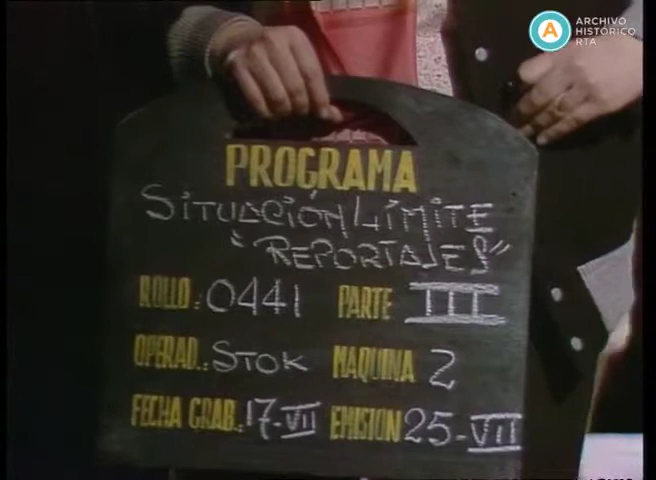 ARCHIVO
HISTÓRICO
RTA
A
PROGRAMA
SITUACIÓN LÍMITE
"REPORTAJES"
ROLLO: 0441 PARTE III
OPERAD.: STOK MAQUINA 2
FECHA GRAB.: 17-VII EMISION 25-VII